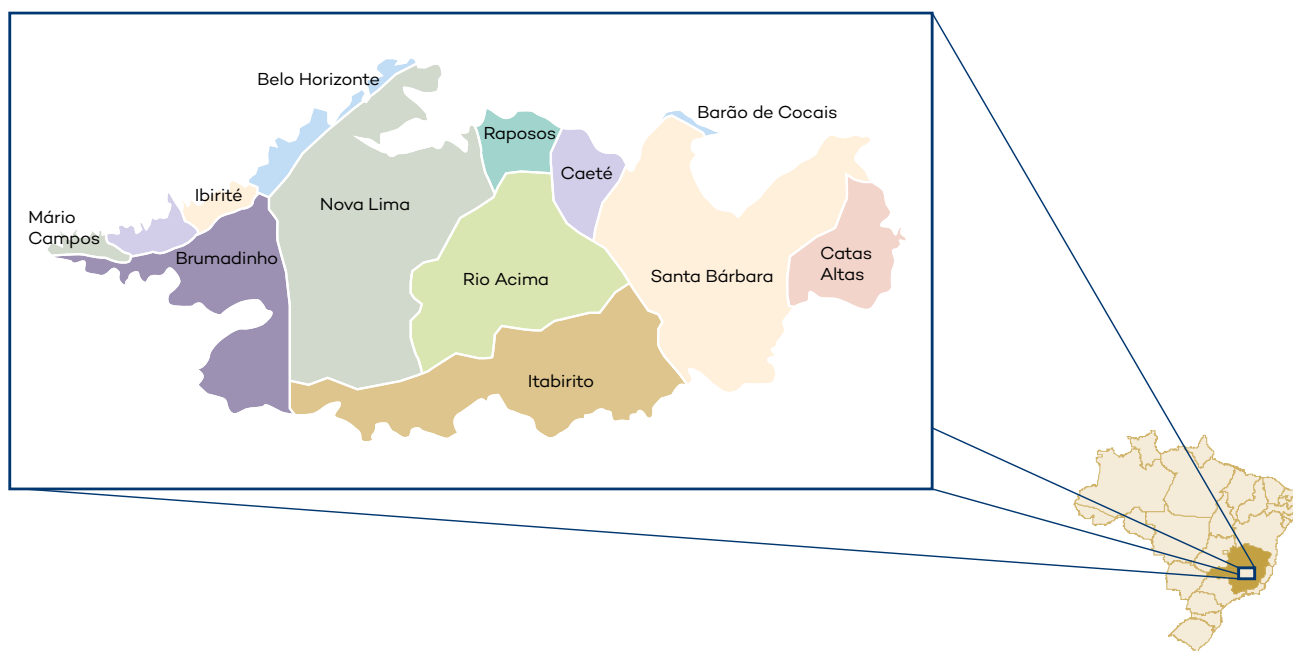 Belo Horizonte
Barão de Cocais
Raposos
Caeté
Ibirité
Nova Lima
Mário
Campos
Brumadinho
Catas
Altas
Rio Acima
Santa Bárbara
Itabirito